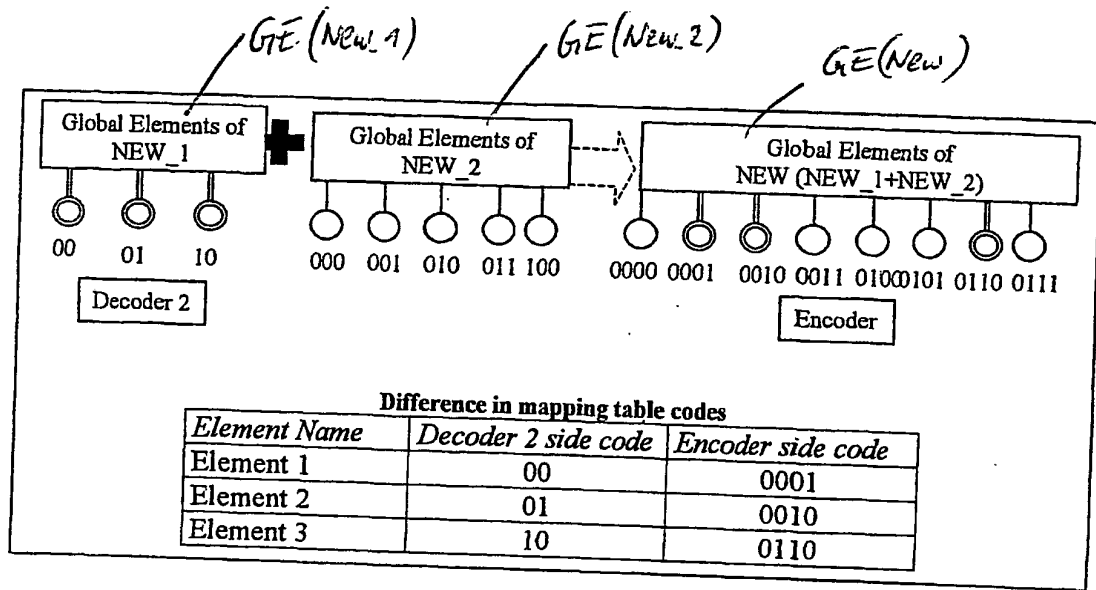 GE(New_1)
GE(New_2)
GE(New)
Global Elements of
NEW_1
Global Elements of
NEW_2
Global Elements of
NEW (NEW_1+NEW_2)
00 01 10
000 001 010 011 100
0000 0001 0010 0011 0100 0101 0110 0111
Decoder 2
Encoder
Difference in mapping table codes
Element Name Decoder 2 side code Encoder side code
Element 1 00 0001
Element 2 01 0010
Element 3 10 0110